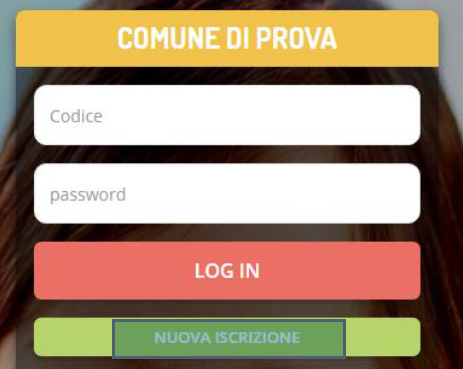 COMUNE DI PROVA
Codice
password
LOG IN
NUOVA ISCRIZIONE